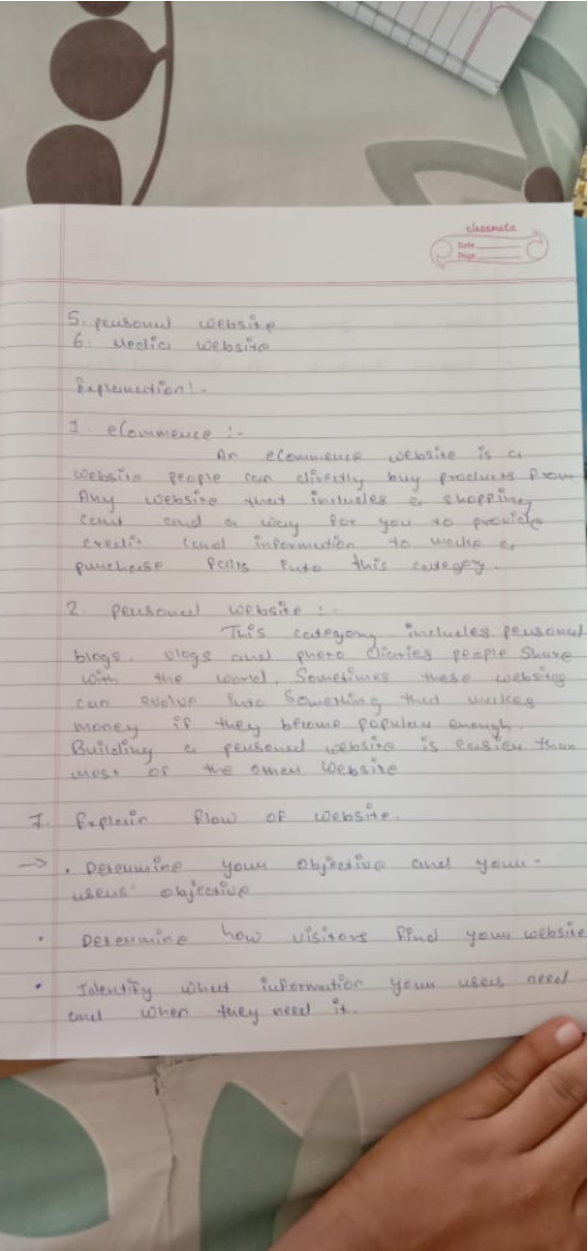 classmate
Date
Page
5. personal website
6. Media website
Explanation:-
1. eCommerce :-
An eCommerce website is a
website people can directly buy products from
Any website that includes a shopping
cart and a way for you to provide
credit card information to make a
purchase falls into this category.
2. personal website :-
This category includes personal
blogs, vlogs and photo diaries people share
with the world. Sometimes these website
can evolve into something that makes
money if they become popular enough.
Building a personal website is easier than
most of the other website
7. Explain flow of website.
→ • Determine your objective and your-
users' objective
• Determine how visitors find your website
• Identify what information your users need
and when they need it.